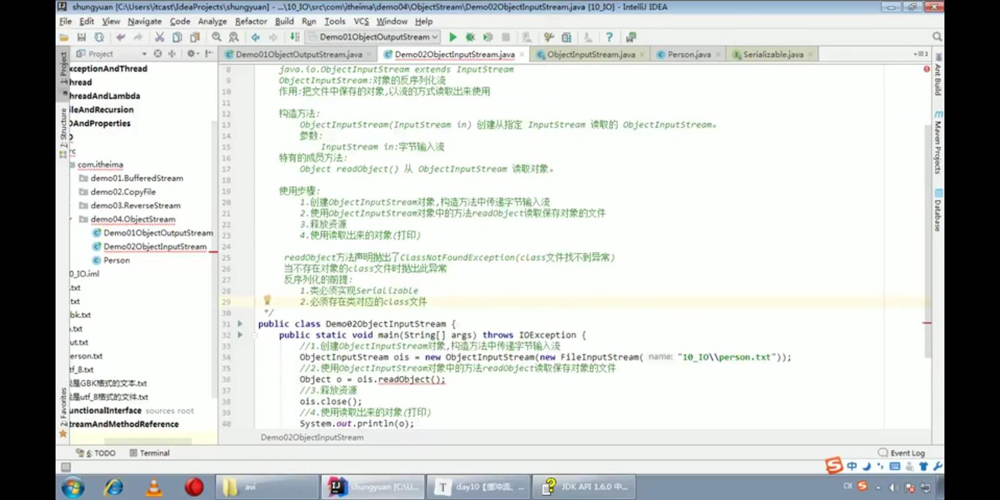 shungyuan [C:\Users\itcast\IdeaProjects\shungyuan] - ...\10_IO\src\com\itheima\demo04\ObjectStream\Demo02ObjectInputStream.java [10_IO] - IntelliJ IDEA
File Edit View Navigate Code Analyze Refactor Build Run Tools VCS Window Help
Demo01ObjectOutputStream
Project
Demo01ObjectOutputStream.java
Demo02ObjectInputStream.java
ObjectInputStream.java
Person.java
Serializable.java
1: Project
2: Structure
2: Favorites
xceptionAndThread
hread
hreadAndLambda
ileAndRecursion
OAndProperties
O
rc
com.itheima
demo01.BufferedStream
demo02.CopyFile
demo03.ReverseStream
demo04.ObjectStream
Demo01ObjectOutputStream
Demo02ObjectInputStream
Person
0_IO.iml
.txt
txt
bk.txt
.txt
ut.txt
erson.txt
tf_8.txt
是GBK格式的文本.txt
是utf_8格式的文件.txt
unctionalInterface sources root
treamAndMethodReference
8 java.io.ObjectInputStream extends InputStream
9 ObjectInputStream:对象的反序列化流
10 作用:把文件中保存的对象,以流的方式读取出来使用
11
12 构造方法:
13 ObjectInputStream(InputStream in) 创建从指定 InputStream 读取的 ObjectInputStream。
14 参数:
15 InputStream in:字节输入流
16 特有的成员方法:
17 Object readObject() 从 ObjectInputStream 读取对象。
18
19 使用步骤:
20 1.创建ObjectInputStream对象,构造方法中传递字节输入流
21 2.使用ObjectInputStream对象中的方法readObject读取保存对象的文件
22 3.释放资源
23 4.使用读取出来的对象(打印)
24
25 readObject方法声明抛出了ClassNotFoundException(class文件找不到异常)
26 当不存在对象的class文件时抛出此异常
27 反序列化的前提:
28 1.类必须实现Serializable
29 2.必须存在类对应的class文件
30 */
31 public class Demo02ObjectInputStream {
32 public static void main(String[] args) throws IOException {
33 //1.创建ObjectInputStream对象,构造方法中传递字节输入流
34 ObjectInputStream ois = new ObjectInputStream(new FileInputStream( name: "10_IO\\person.txt"));
35 //2.使用ObjectInputStream对象中的方法readObject读取保存对象的文件
36 Object o = ois.readObject();
37 //3.释放资源
38 ois.close();
39 //4.使用读取出来的对象(打印)
40 System.out.println(o);
Demo02ObjectInputStream
Ant Build
Maven Projects
Database
6: TODO
Terminal
Event Log
中
avi
shungyuan [C:\U...
day10【缓冲流、...
JDK API 1.6.0 中...
CH